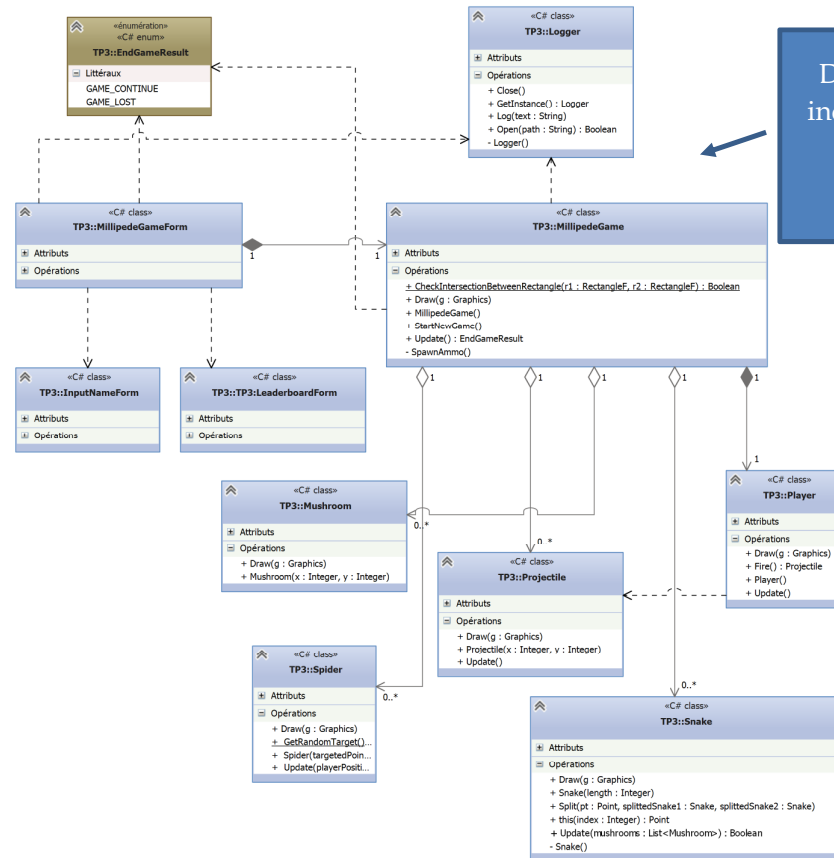 «énumération»
«C# enum»
TP3::EndGameResult
Littéraux
GAME_CONTINUE
GAME_LOST
«C# class»
TP3::Logger
Attributs
Opérations
+ Close()
+ GetInstance() : Logger
+ Log(text : String)
+ Open(path : String) : Boolean
- Logger()
«C# class»
TP3::MillipedeGameForm
Attributs
Opérations
1
1
«C# class»
TP3::MillipedeGame
Attributs
Opérations
+ CheckIntersectionBetweenRectangle(r1 : RectangleF, r2 : RectangleF) : Boolean
+ Draw(g : Graphics)
+ MillipedeGame()
+ StartNewGame()
+ Update() : EndGameResult
- SpawnAmmo()
1
1
1
1
1
«C# class»
TP3::InputNameForm
Attributs
Opérations
«C# class»
TP3::TP3::LeaderboardForm
Attributs
Opérations
«C# class»
TP3::Mushroom
Attributs
Opérations
+ Draw(g : Graphics)
+ Mushroom(x : Integer, y : Integer)
0..*
0..*
«C# class»
TP3::Projectile
Attributs
Opérations
+ Draw(g : Graphics)
+ Projectile(x : Integer, y : Integer)
+ Update()
1
«C# class»
TP3::Player
Attributs
Opérations
+ Draw(g : Graphics)
+ Fire() : Projectile
+ Player()
+ Update()
«C# class»
TP3::Spider
Attributs
Opérations
+ Draw(g : Graphics)
+ GetRandomTarget()...
+ Spider(targetedPoin...
+ Update(playerPositi...
0..*
0..*
«C# class»
TP3::Snake
Attributs
Opérations
+ Draw(g : Graphics)
+ Snake(length : Integer)
+ Split(pt : Point, splittedSnake1 : Snake, splittedSnake2 : Snake)
+ this(index : Integer) : Point
+ Update(mushrooms : List<Mushroom>) : Boolean
- Snake()